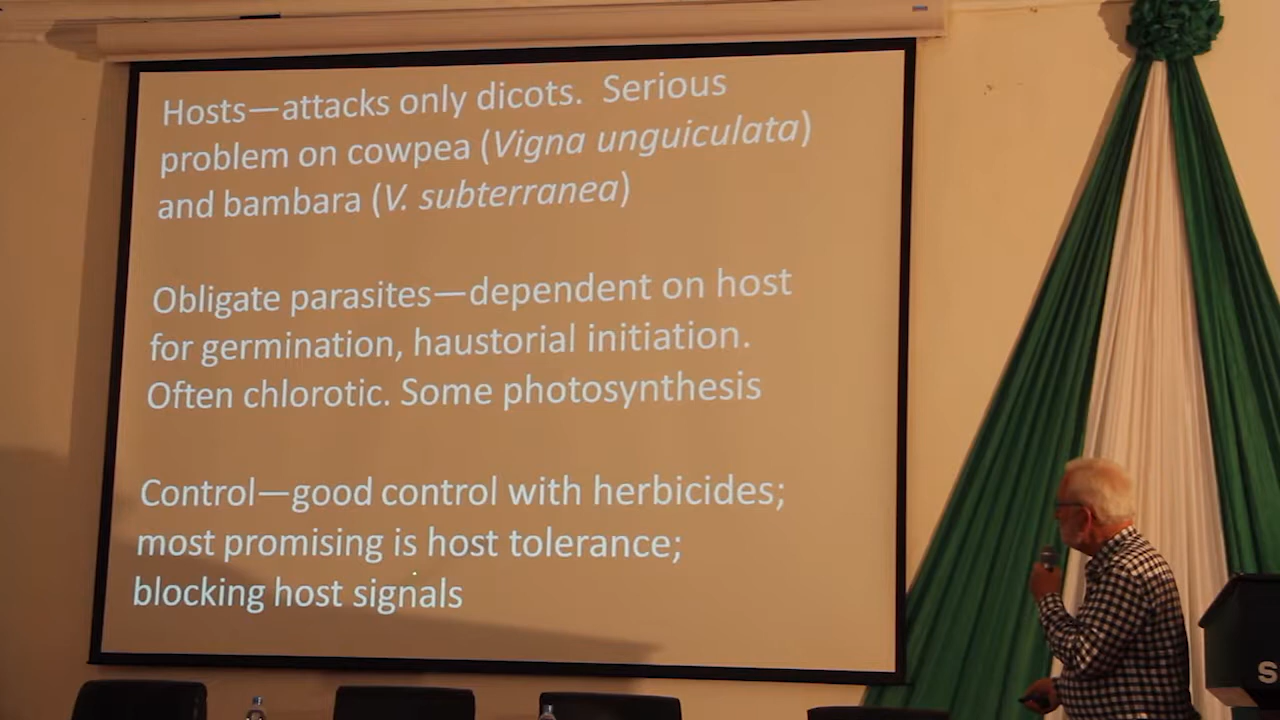 Hosts—attacks only dicots. Serious
problem on cowpea (Vigna unguiculata)
and bambara (V. subterranea)
Obligate parasites—dependent on host
for germination, haustorial initiation.
Often chlorotic. Some photosynthesis
Control—good control with herbicides;
most promising is host tolerance;
blocking host signals
S